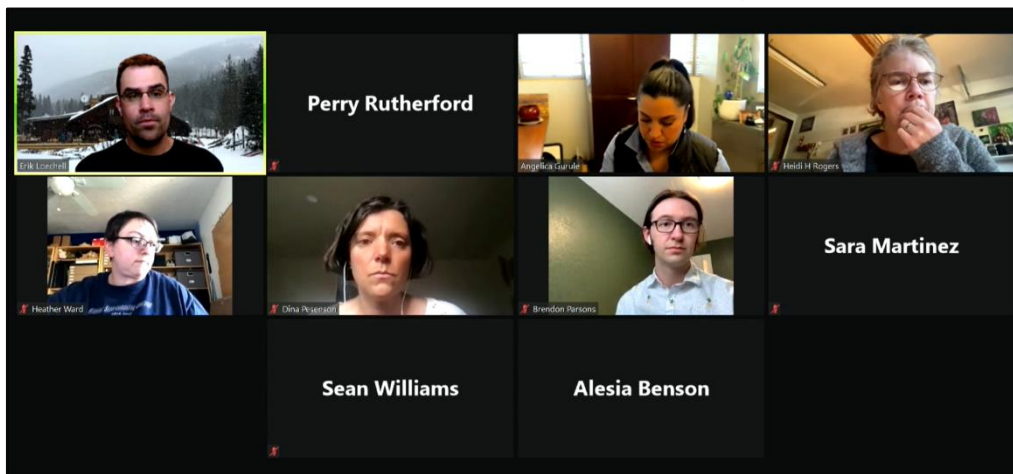 Perry Rutherford
Erik Loechell
Angelica Gurule
Heidi H Rogers
Sara Martinez
Heather Ward
Dina Pesenson
Brendon Parsons
Sean Williams
Alesia Benson